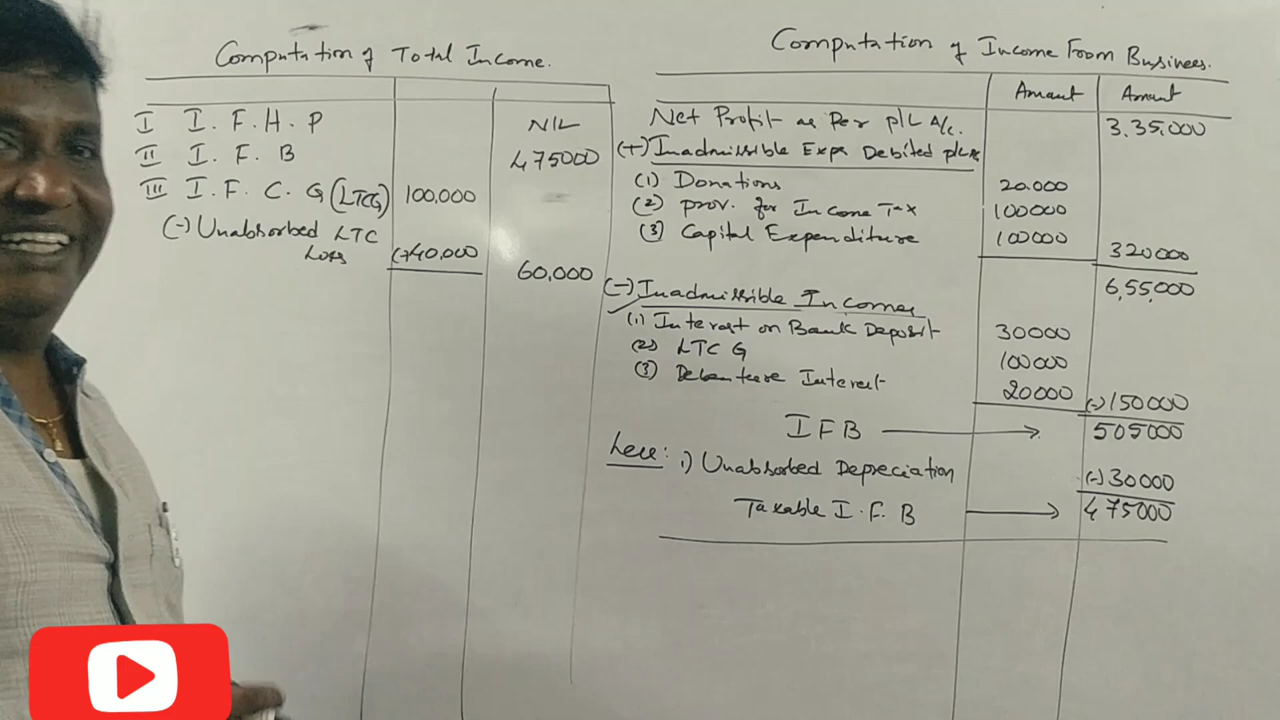 Computation of Total Income.
I I. F. H. P NIL
II I. F. B 475000
III I. F. C. G (LTCG) 100,000
(-) Unabsorbed LTC
Loss (-)40,000
60,000
Computation of Income From Business.
Amount Amount
Net Profit as Per P/L A/c. 3,35,000
(+) Inadmissible Exps Debited P/L A/c
(1) Donations 20.000
(2) Prov. for Income Tax 100000
(3) Capital Expenditure 100000
320000
6,55,000
(-) Inadmissible Incomes
(1) Interest on Bank Deposit 30000
(2) LTC G 100000
(3) Debenture Interest 20000
(-)150000
I F B 505000
Less: 1) Unabsorbed Depreciation (-)30000
Taxable I. F. B 475000